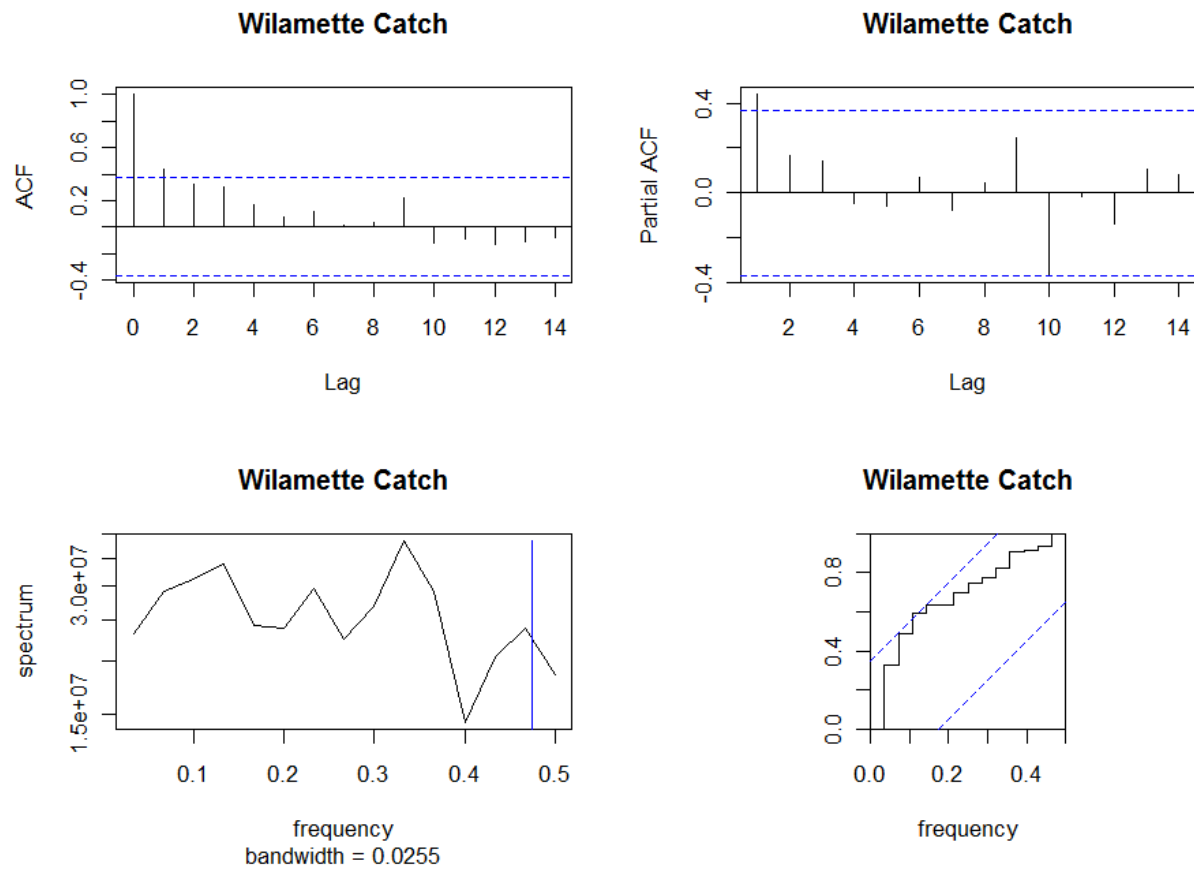 Wilamette Catch
ACF
-0.4 0.2 0.6 1.0
0 2 4 6 8 10 12 14
Lag
Wilamette Catch
Partial ACF
-0.4 0.0 0.4
2 4 6 8 10 12 14
Lag
Wilamette Catch
spectrum
1.5e+07 3.0e+07
0.1 0.2 0.3 0.4 0.5
frequency
bandwidth = 0.0255
Wilamette Catch
0.0 0.4 0.8
0.0 0.2 0.4
frequency